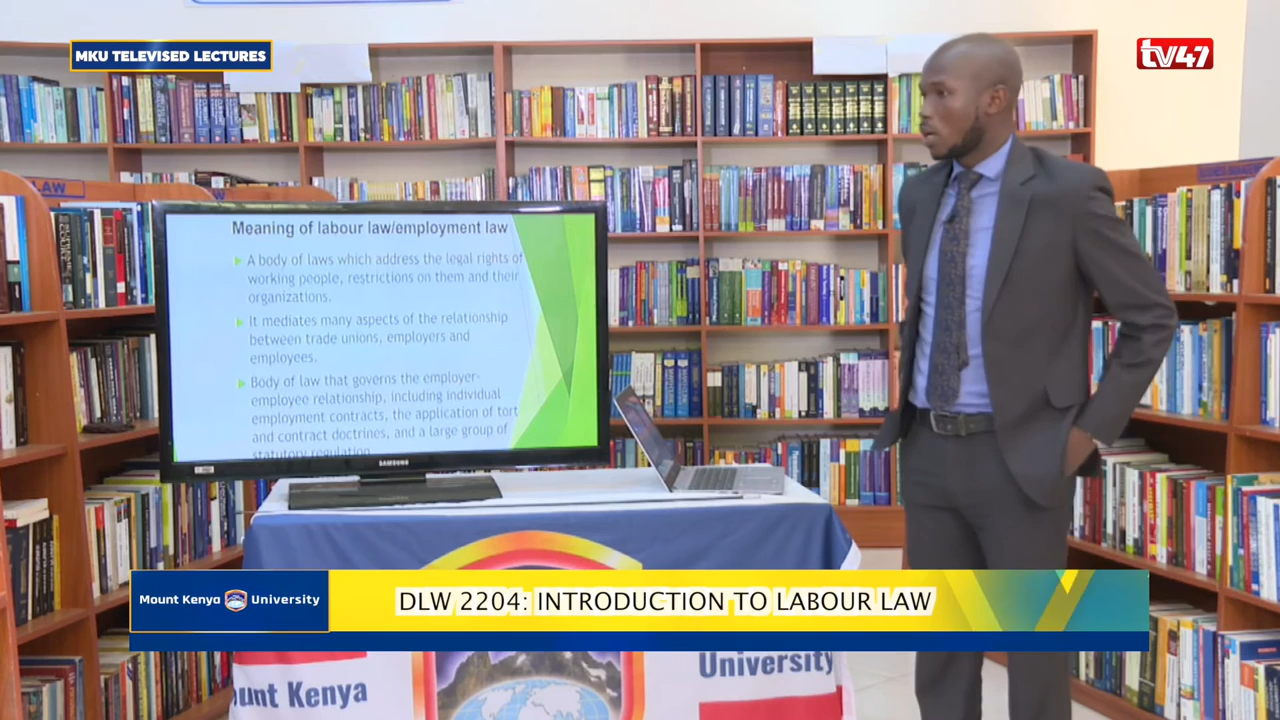 MKU TELEVISED LECTURES
tv47
LAW
Meaning of labour law/employment law
A body of laws which address the legal rights of
working people, restrictions on them and their
organizations.
It mediates many aspects of the relationship
between trade unions, employers and
employees.
Body of law that governs the employer-
employee relationship, including individual
employment contracts, the application of tort
and contract doctrines, and a large group of
statutory regulation
SAMSUNG
Mount Kenya University
DLW 2204: INTRODUCTION TO LABOUR LAW
ount Kenya
University